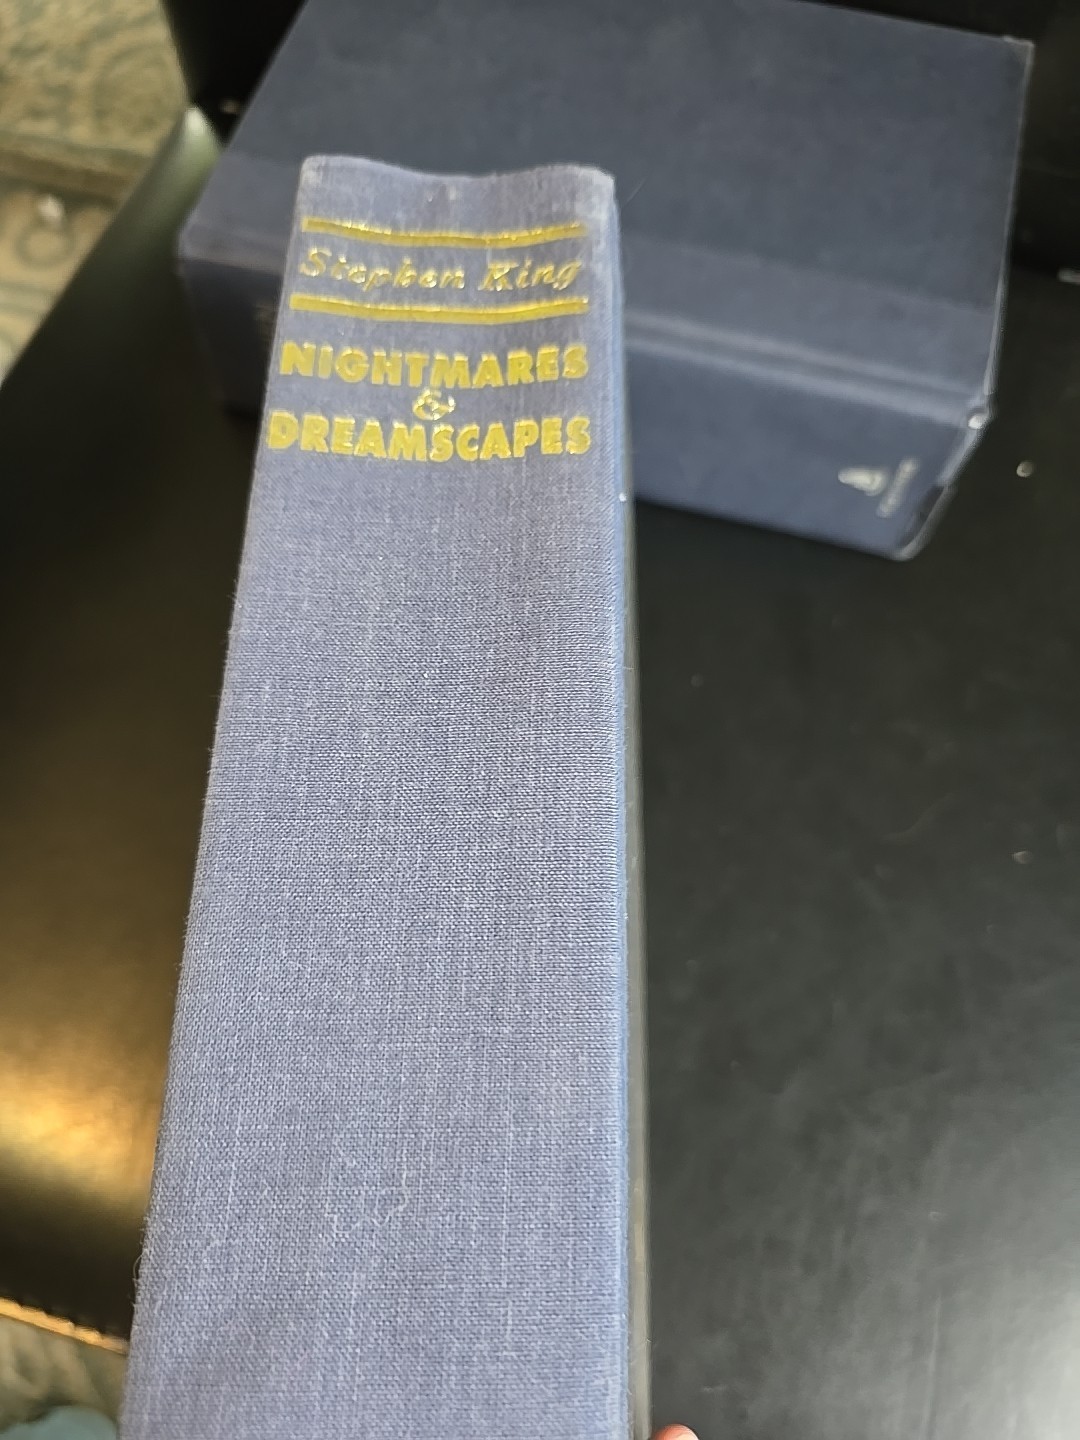 Stephen King
NIGHTMARES
&
DREAMSCAPES